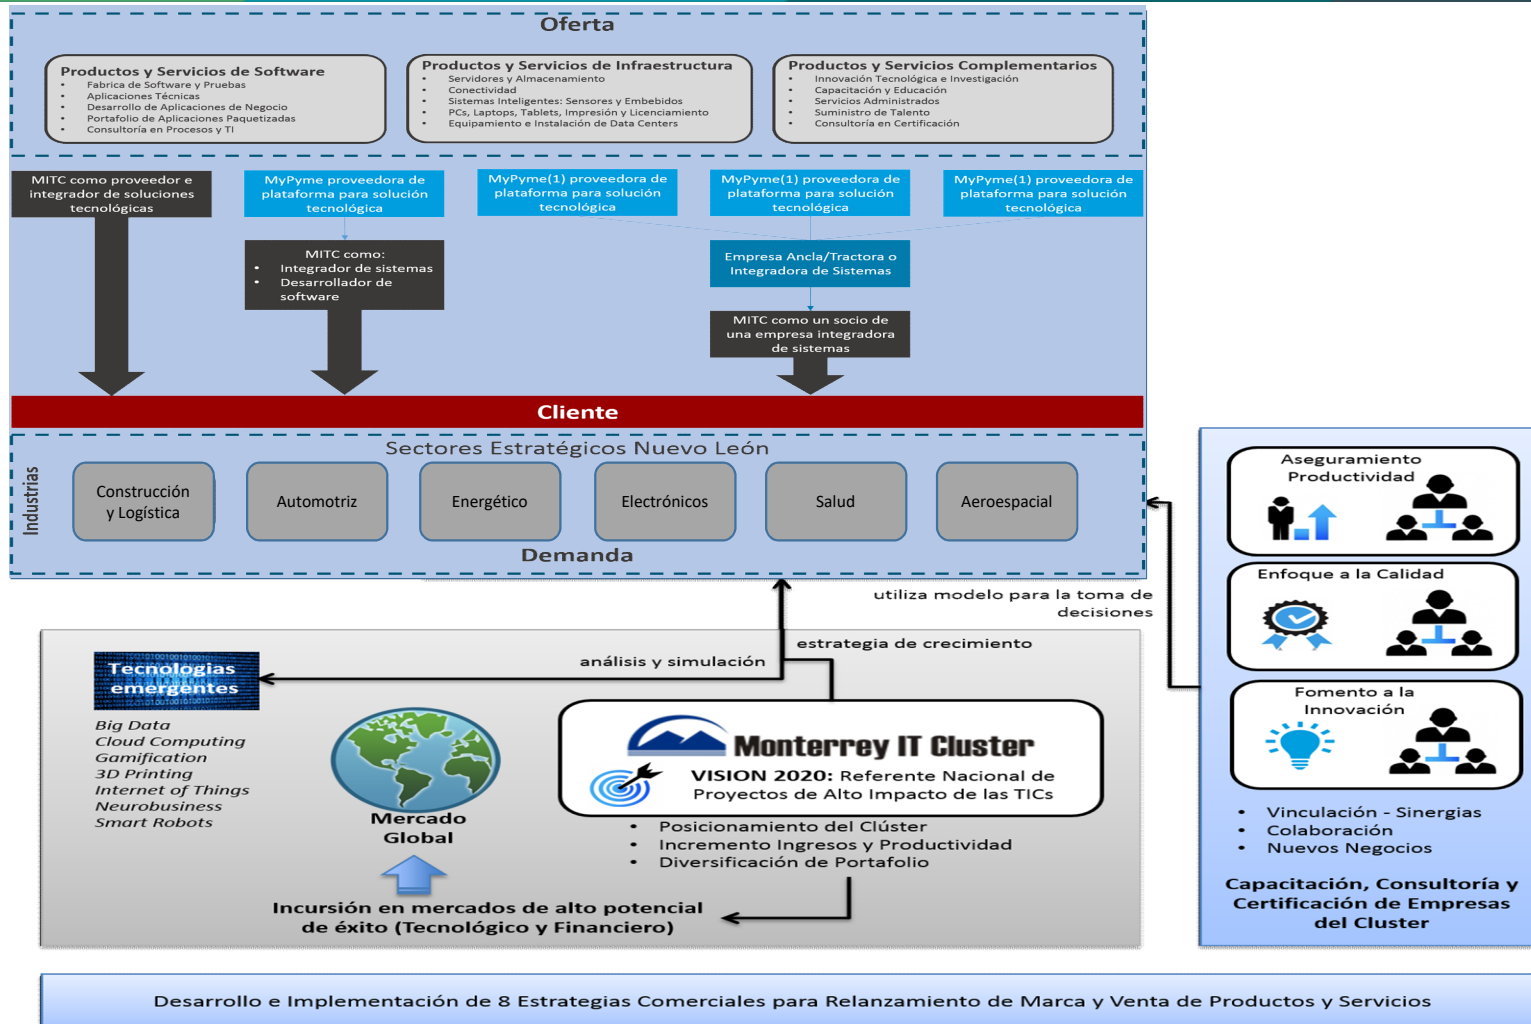 Oferta
Productos y Servicios de Software
• Fabrica de Software y Pruebas
• Aplicaciones Técnicas
• Desarrollo de Aplicaciones de Negocio
• Portafolio de Aplicaciones Paquetizadas
• Consultoría en Procesos y TI
Productos y Servicios de Infraestructura
• Servidores y Almacenamiento
• Conectividad
• Sistemas Inteligentes: Sensores y Embebidos
• PCs, Laptops, Tablets, Impresión y Licenciamiento
• Equipamiento e Instalación de Data Centers
Productos y Servicios Complementarios
• Innovación Tecnológica e Investigación
• Capacitación y Educación
• Servicios Administrados
• Suministro de Talento
• Consultoría en Certificación
MITC como proveedor e
integrador de soluciones
tecnológicas
MyPyme proveedora de
plataforma para solución
tecnológica
MyPyme(1) proveedora de
plataforma para solución
tecnológica
MyPyme(1) proveedora de
plataforma para solución
tecnológica
MyPyme(1) proveedora de
plataforma para solución
tecnológica
MITC como:
• Integrador de sistemas
• Desarrollador de
software
Empresa Ancla/Tractora o
Integradora de Sistemas
MITC como un socio de
una empresa integradora
de sistemas
Cliente
Sectores Estratégicos Nuevo León
Industrias
Construcción
y Logística
Automotriz
Energético
Electrónicos
Salud
Aeroespacial
Demanda
utiliza modelo para la toma de
decisiones
estrategia de crecimiento
análisis y simulación
Tecnologias
emergentes
Big Data
Cloud Computing
Gamification
3D Printing
Internet of Things
Neurobusiness
Smart Robots
Mercado
Global
Monterrey IT Cluster
VISION 2020: Referente Nacional de
Proyectos de Alto Impacto de las TICs
• Posicionamiento del Clúster
• Incremento Ingresos y Productividad
• Diversificación de Portafolio
Incursión en mercados de alto potencial
de éxito (Tecnológico y Financiero)
Aseguramiento
Productividad
Enfoque a la Calidad
Fomento a la
Innovación
• Vinculación - Sinergias
• Colaboración
• Nuevos Negocios
Capacitación, Consultoría y
Certificación de Empresas
del Cluster
Desarrollo e Implementación de 8 Estrategias Comerciales para Relanzamiento de Marca y Venta de Productos y Servicios